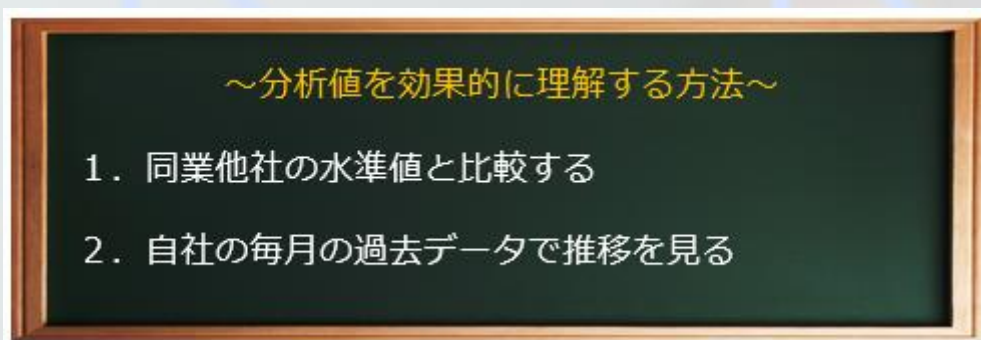 ～分析値を効果的に理解する方法～
１．同業他社の水準値と比較する
２．自社の毎月の過去データで推移を見る